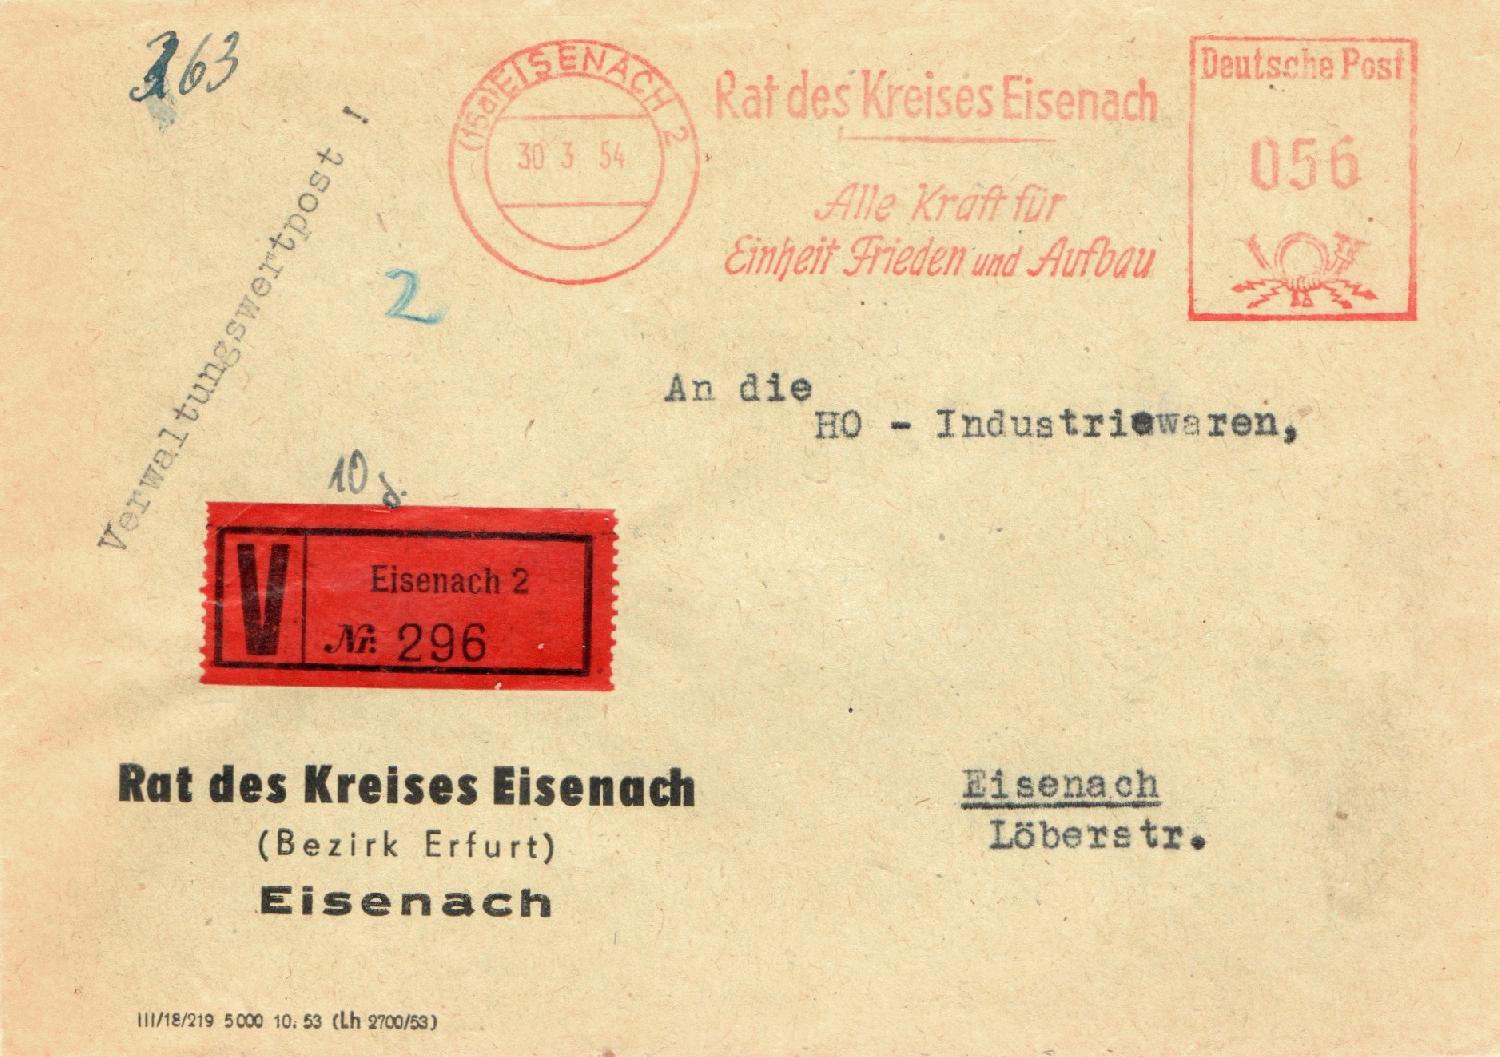 363
(15a) EISENACH 2
30 3 54
Rat des Kreises Eisenach
Alle Kraft für
Einheit Frieden und Aufbau
Deutsche Post
056
Verwaltungswertpost !
2
An die
HO - Industriewaren,
10 d.
V
Eisenach 2
Nr. 296
Rat des Kreises Eisenach
(Bezirk Erfurt)
Eisenach
Eisenach
Löberstr.
III/18/219 5000 10. 53 (Lh 2700/53)